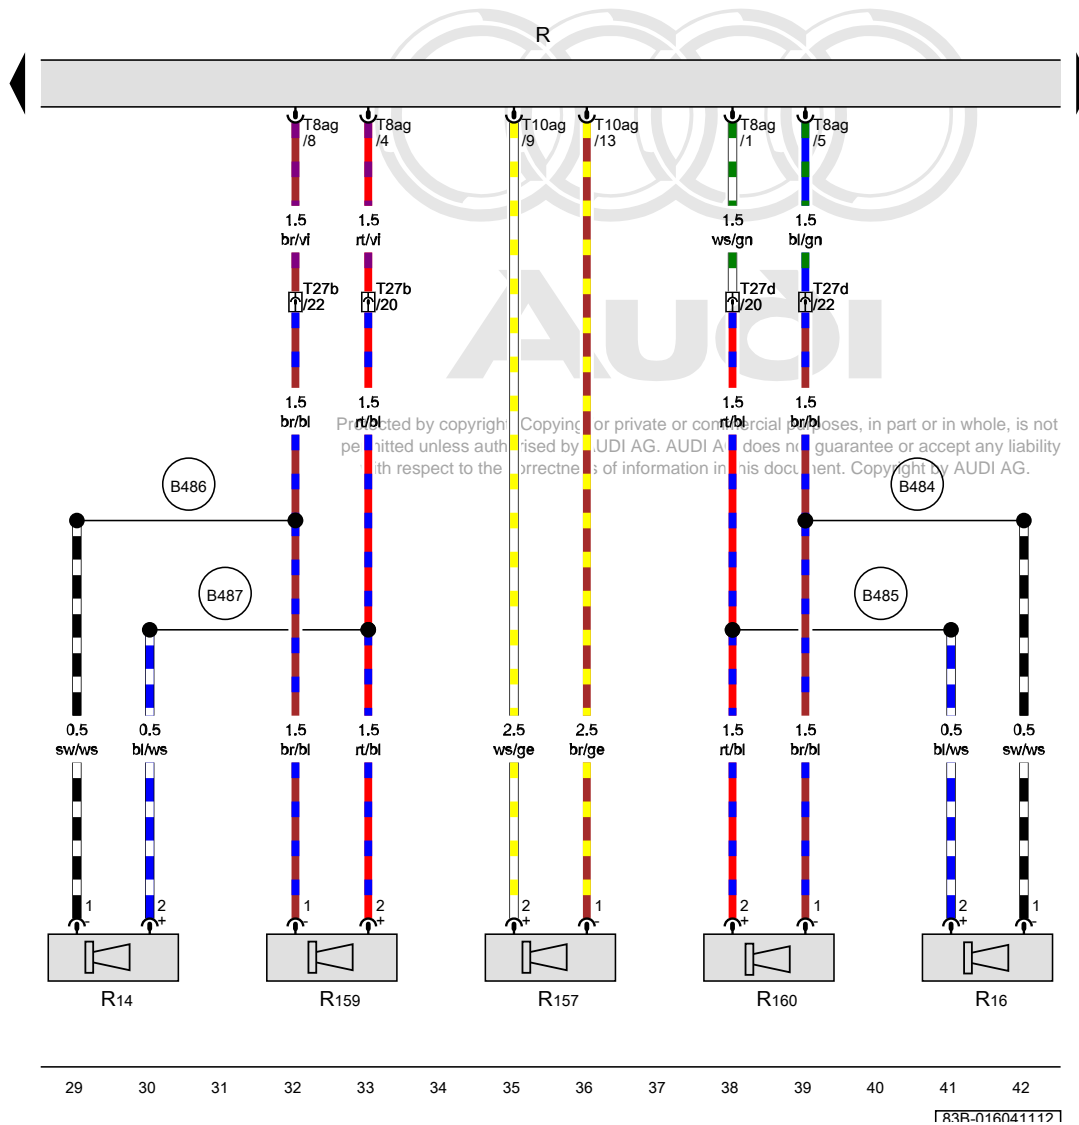 R
T8ag /8
T8ag /4
T10ag /9
T10ag /13
T8ag /1
T8ag /5
1.5 br/vi
1.5 rt/vi
1.5 ws/gn
1.5 bl/gn
T27b /22
T27b /20
T27d /20
T27d /22
AUDI
1.5 br/bl
1.5 rt/bl
1.5 rt/bl
1.5 br/bl
Protected by copyright. Copying for private or commercial purposes, in part or in whole, is not
permitted unless authorised by AUDI AG. AUDI AG does not guarantee or accept any liability
with respect to the correctness of information in this document. Copyright by AUDI AG.
B486
B484
B487
B485
0.5 sw/ws
0.5 bl/ws
1.5 br/bl
1.5 rt/bl
2.5 ws/ge
2.5 br/ge
1.5 rt/bl
1.5 br/bl
0.5 bl/ws
0.5 sw/ws
1 - 2 + 1 - 2 + 2 + 1 - 2 + 1 - 2 + 1 -
R14 R159 R157 R160 R16
29 30 31 32 33 34 35 36 37 38 39 40 41 42
83B-016041112